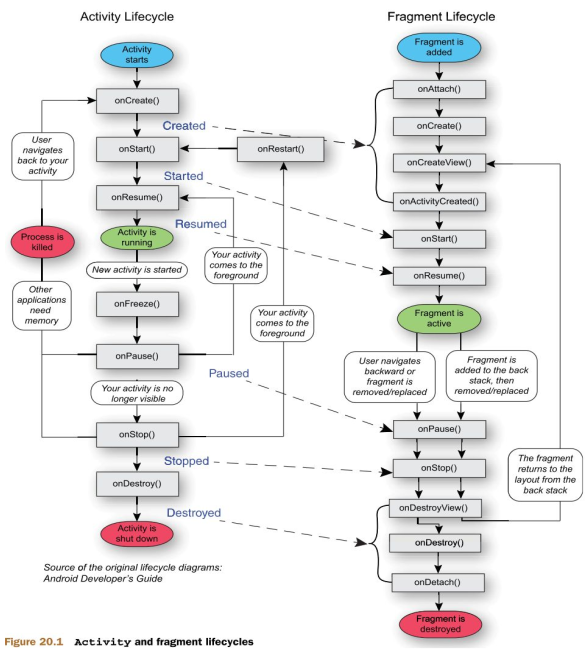 Activity Lifecycle
Activity
starts
onCreate()
Created
User
navigates
back to your
activity
onStart()
onRestart()
Started
onResume()
Resumed
Process is
killed
Activity is
running
New activity is started
Your activity
comes to the
foreground
Other
applications
need
memory
onFreeze()
Your activity
comes to the
foreground
onPause()
Paused
Your activity is no
longer visible
onStop()
Stopped
onDestroy()
Destroyed
Activity is
shut down
Source of the original lifecycle diagrams:
Android Developer's Guide
Fragment Lifecycle
Fragment is
added
onAttach()
onCreate()
onCreateView()
onActivityCreated()
onStart()
onResume()
Fragment is
active
User navigates
backward or
fragment is
removed/replaced
Fragment is
added to the back
stack, then
removed/replaced
onPause()
onStop()
The fragment
returns to the
layout from the
back stack
onDestroyView()
onDestroy()
onDetach()
Fragment is
destroyed
Figure 20.1 Activity and fragment lifecycles